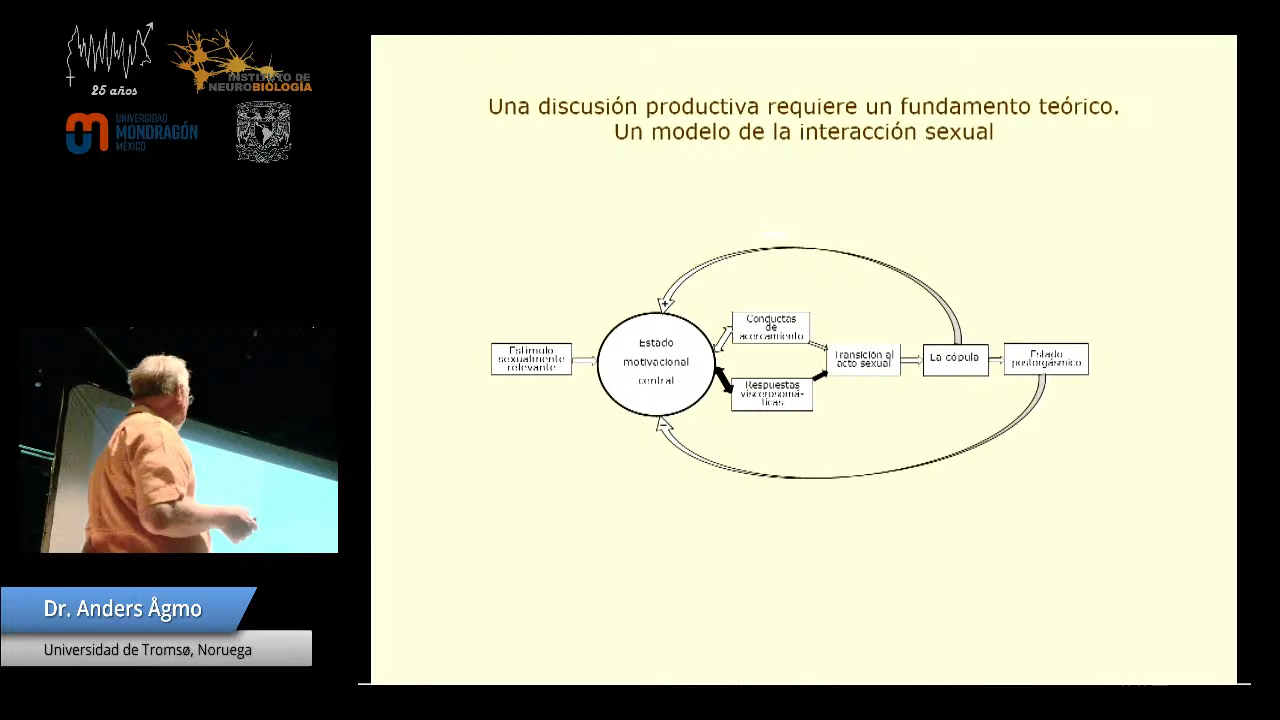 25 años
INSTITUTO DE
NEUROBIOLOGÍA
UNIVERSIDAD
MONDRAGÓN
MÉXICO
Una discusión productiva requiere un fundamento teórico.
Un modelo de la interacción sexual
Estímulo
sexualmente
relevante
Estado
motivacional
central
+
-
Conductas
de
acercamiento
Respuestas
viscerosomá-
ticas
Transición al
acto sexual
La cópula
Estado
postorgásmico
Dr. Anders Ågmo
Universidad de Tromsø, Noruega